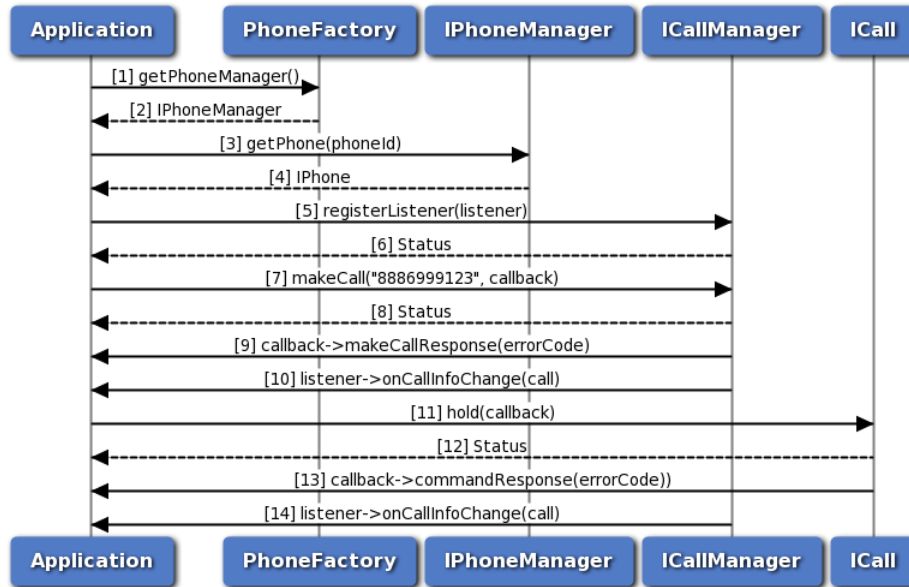 Application PhoneFactory IPhoneManager ICallManager ICall
[1] getPhoneManager()
[2] IPhoneManager
[3] getPhone(phoneId)
[4] IPhone
[5] registerListener(listener)
[6] Status
[7] makeCall("8886999123", callback)
[8] Status
[9] callback->makeCallResponse(errorCode)
[10] listener->onCallInfoChange(call)
[11] hold(callback)
[12] Status
[13] callback->commandResponse(errorCode))
[14] listener->onCallInfoChange(call)
Application PhoneFactory IPhoneManager ICallManager ICall